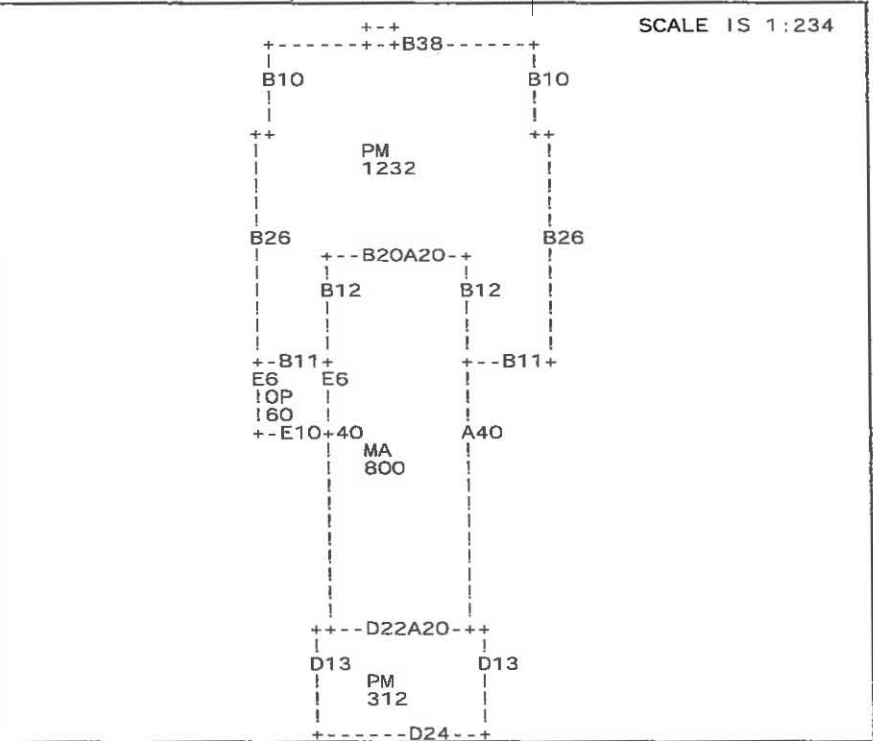 SCALE IS 1:234
+-+
+------+-+B38------+
B10 B10
++ ++
PM
1232
B26 B26
+--B20A20-+
B12 B12
+-B11+ +---B11+
E6 E6
OP
60
+-E10+40 A40
MA
800
++--D22A20-++
D13 D13
PM
312
+------D24--+